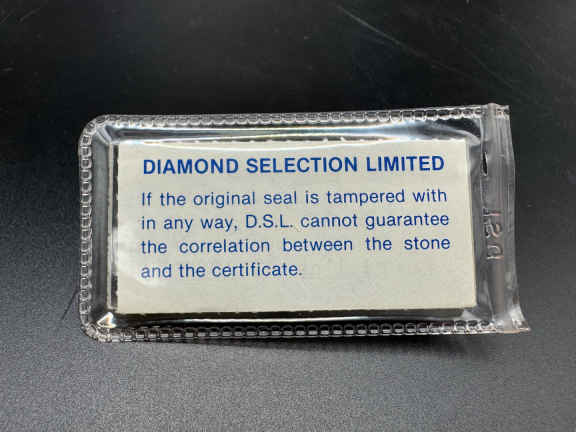 DIAMOND SELECTION LIMITED
If the original seal is tampered with
in any way, D.S.L. cannot guarantee
the correlation between the stone
and the certificate.
DSL